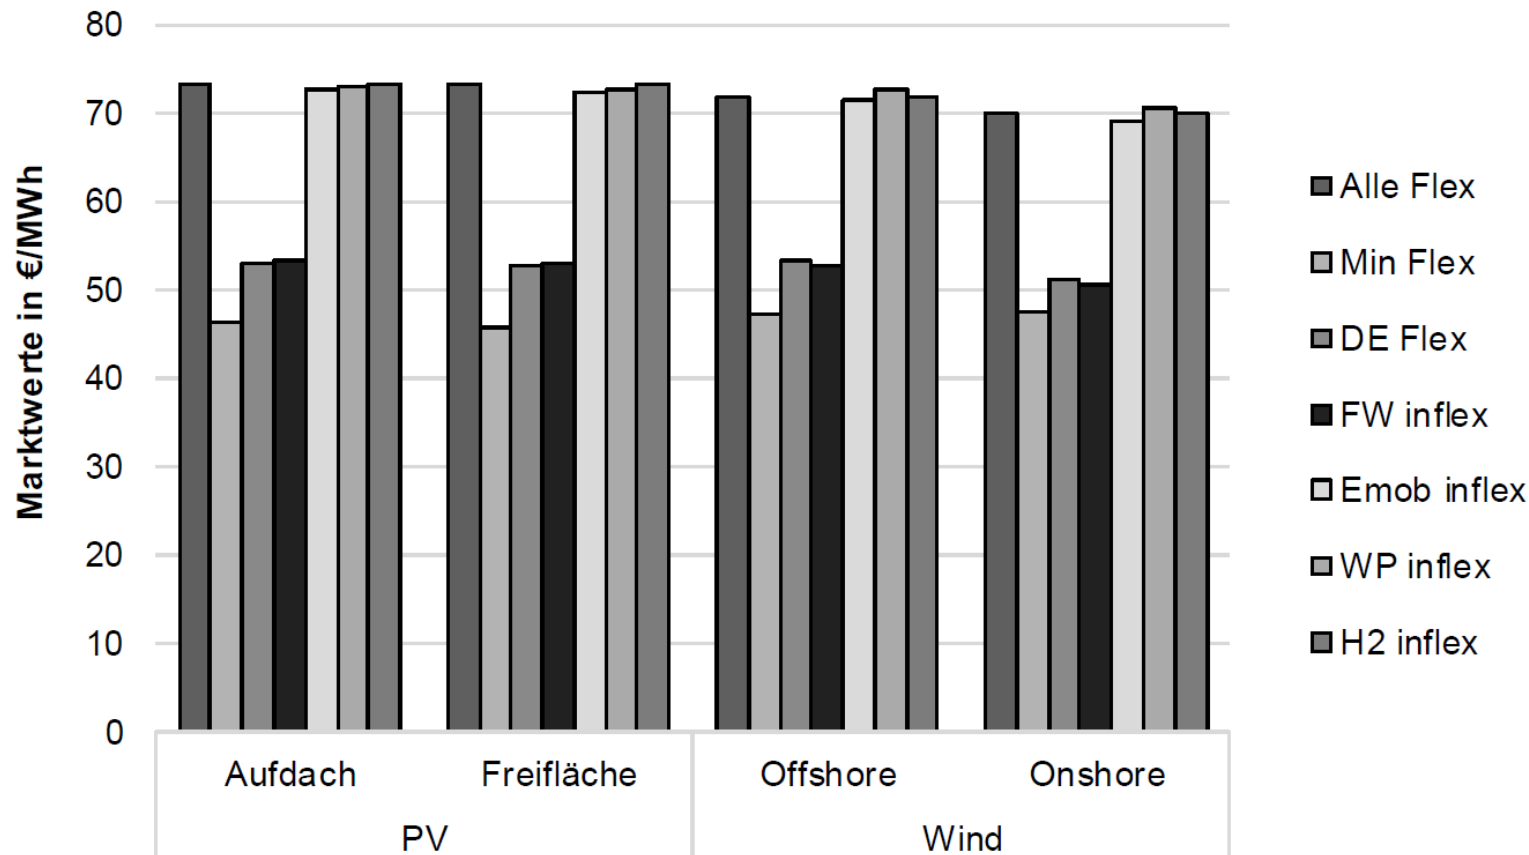 Marktwerte in €/MWh
80
70
60
50
40
30
20
10
0
Aufdach
Freifläche
Offshore
Onshore
PV
Wind
Alle Flex
Min Flex
DE Flex
FW inflex
Emob inflex
WP inflex
H2 inflex